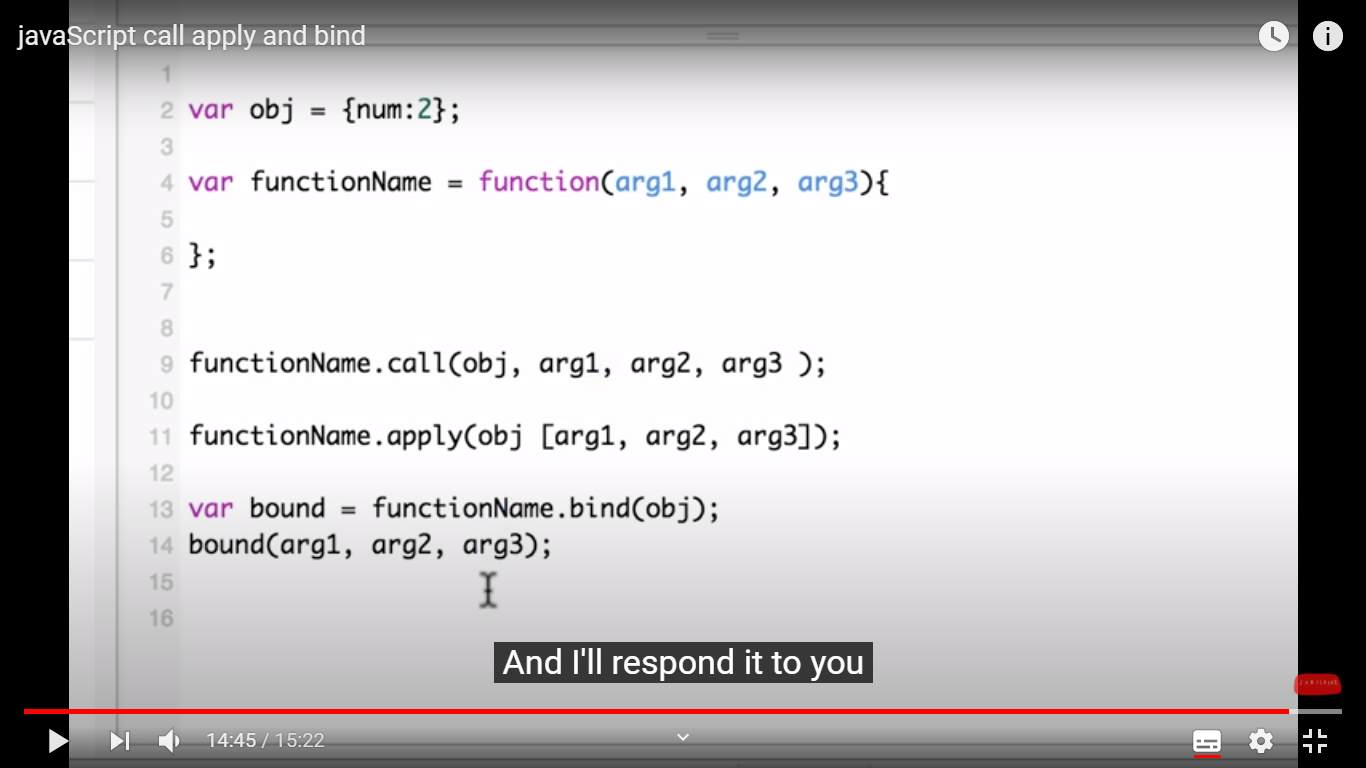 javaScript call apply and bind
1
2 var obj = {num:2};
3
4 var functionName = function(arg1, arg2, arg3){
5
6 };
7
8
9 functionName.call(obj, arg1, arg2, arg3 );
10
11 functionName.apply(obj [arg1, arg2, arg3]);
12
13 var bound = functionName.bind(obj);
14 bound(arg1, arg2, arg3);
15
16
And I'll respond it to you
14:45 / 15:22